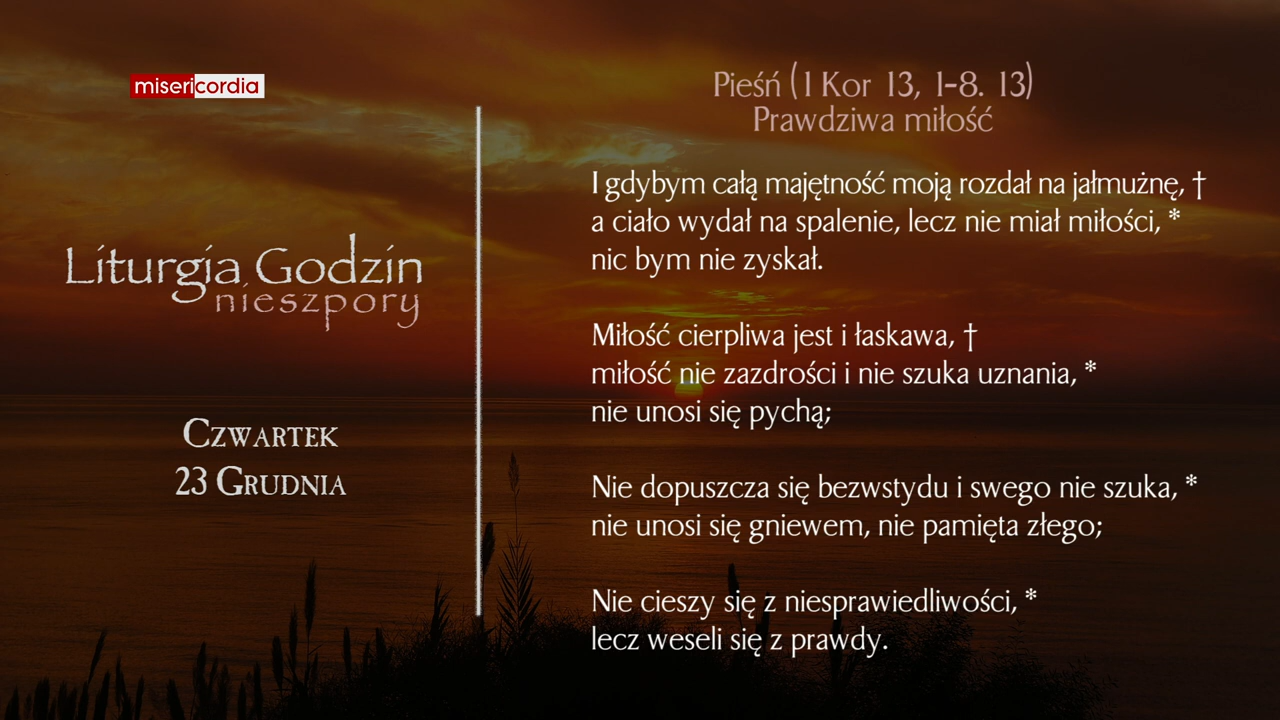 misericordia
Liturgia Godzin
nieszpory
Czwartek
23 Grudnia
Pieśń (1 Kor 13, 1-8. 13)
Prawdziwa miłość
I gdybym całą majętność moją rozdał na jałmużnę, †
a ciało wydał na spalenie, lecz nie miał miłości, *
nic bym nie zyskał.
Miłość cierpliwa jest i łaskawa, †
miłość nie zazdrości i nie szuka uznania, *
nie unosi się pychą;
Nie dopuszcza się bezwstydu i swego nie szuka, *
nie unosi się gniewem, nie pamięta złego;
Nie cieszy się z niesprawiedliwości, *
lecz weseli się z prawdy.